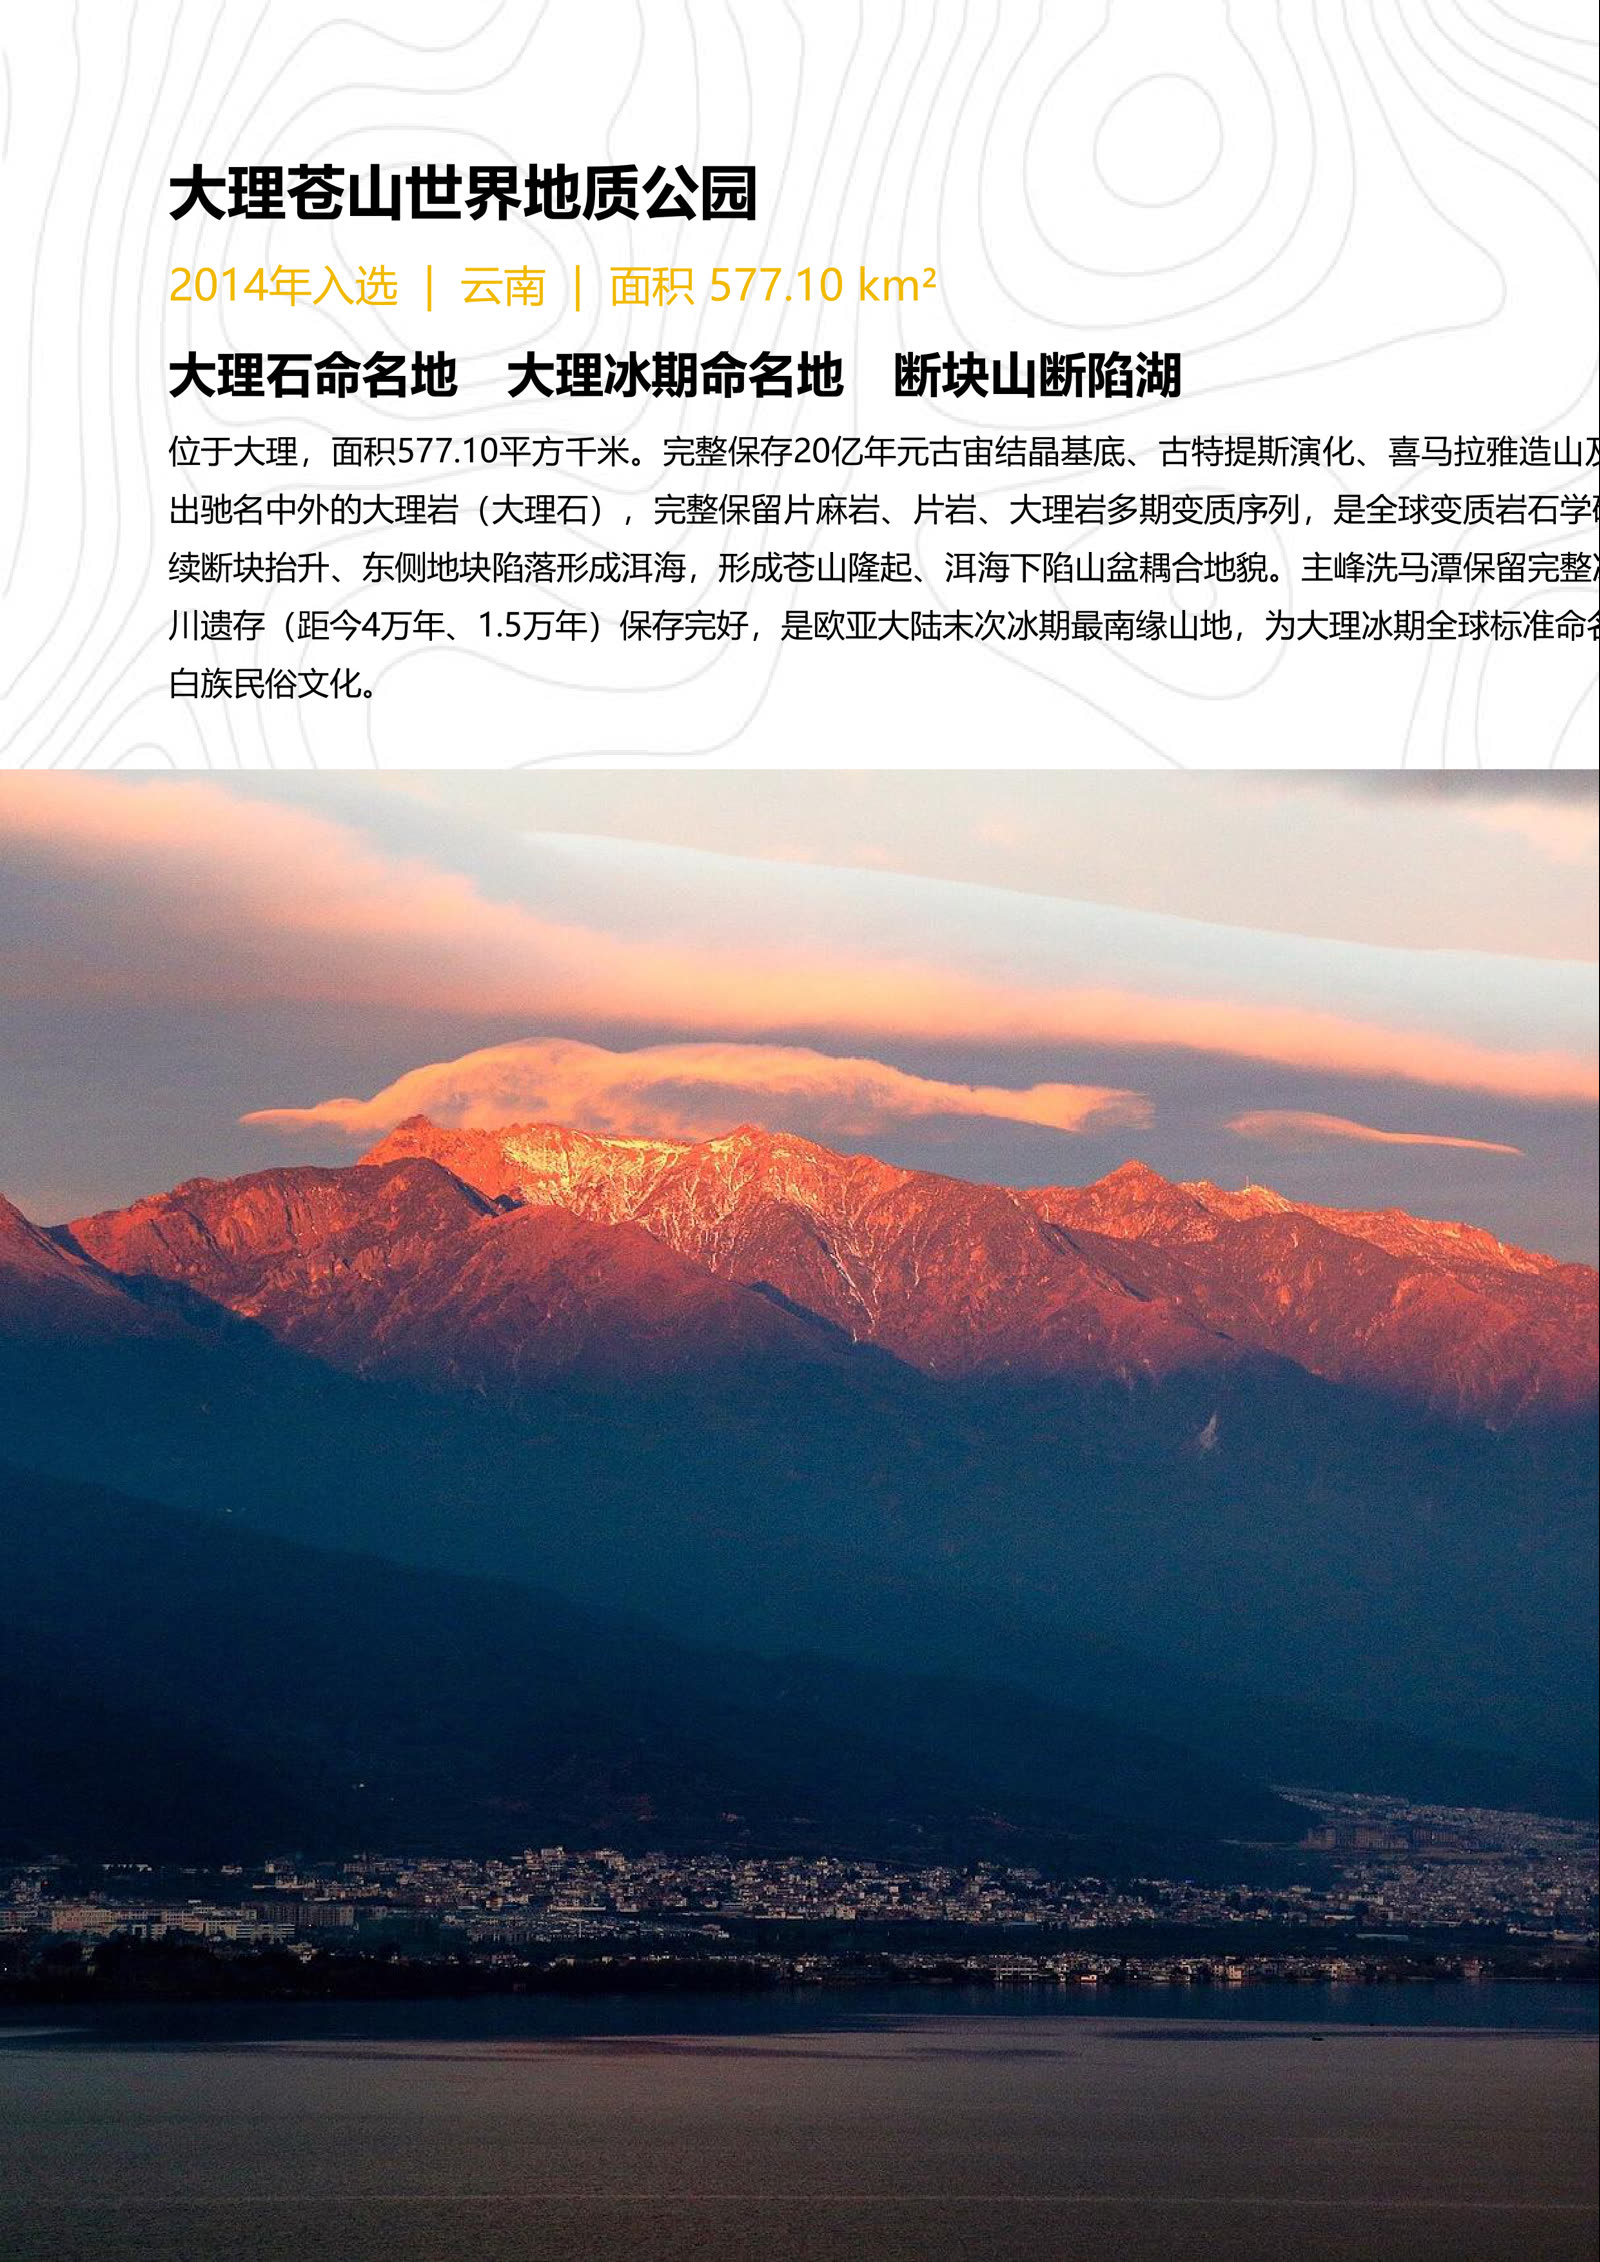 大理苍山世界地质公园
2014年入选 | 云南 | 面积 577.10 km²
大理石命名地 大理冰期命名地 断块山断陷湖
位于大理，面积577.10平方千米。完整保存20亿年元古宙结晶基底、古特提斯演化、喜马拉雅造山及
出驰名中外的大理岩（大理石），完整保留片麻岩、片岩、大理岩多期变质序列，是全球变质岩石学
续断块抬升、东侧地块陷落形成洱海，形成苍山隆起、洱海下陷山盆耦合地貌。主峰洗马潭保留完整
川遗存（距今4万年、1.5万年）保存完好，是欧亚大陆末次冰期最南缘山地，为大理冰期全球标准命名
白族民俗文化。